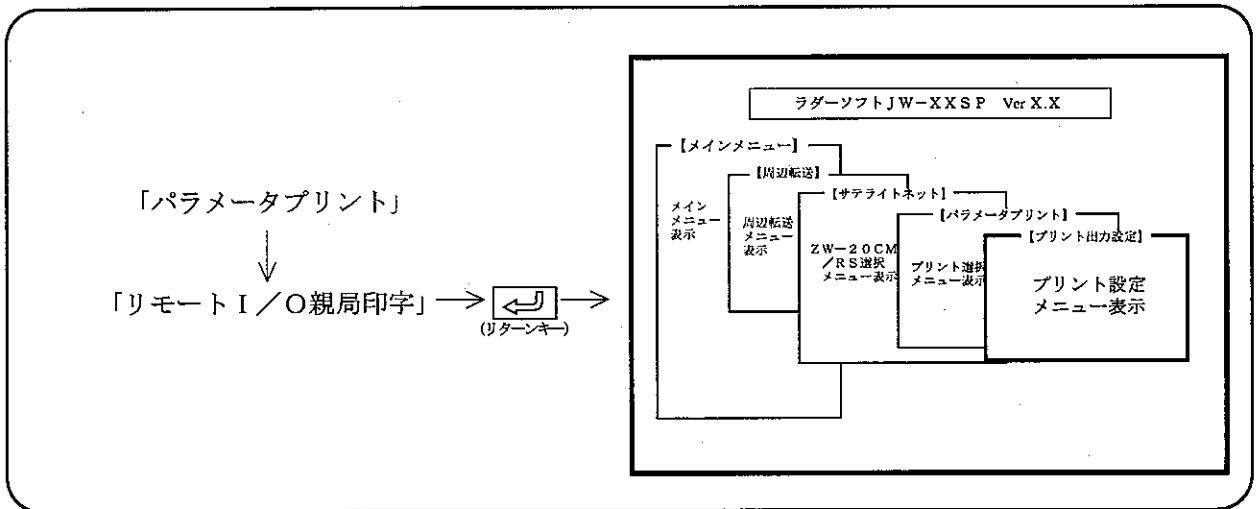 「パラメータプリント」
「リモートI/O親局印字」
(リターンキー)
ラダーソフトJW-XXSP Ver X.X
【メインメニュー】
メイン
メニュー
表示
【周辺転送】
周辺転送
メニュー
表示
【サテライトネット】
ZW-20CM
/RS選択
メニュー表示
【パラメータプリント】
プリント選択
メニュー表示
【プリント出力設定】
プリント設定
メニュー表示